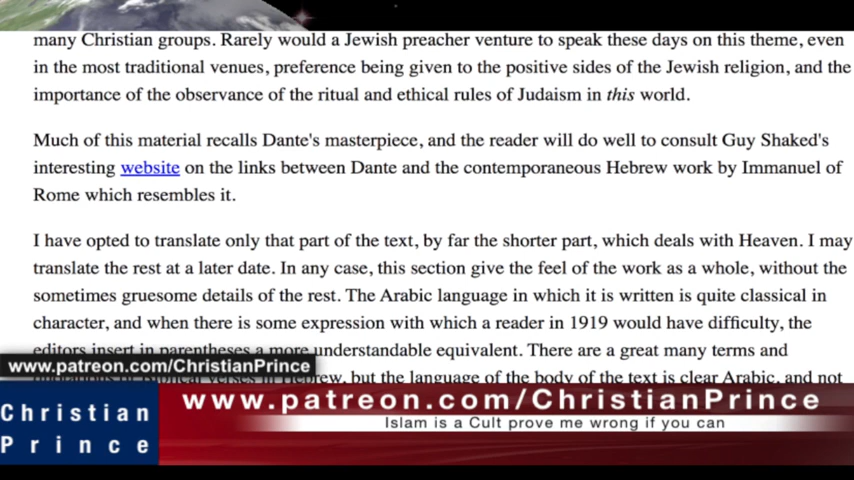 many Christian groups. Rarely would a Jewish preacher venture to speak these days on this theme, even
in the most traditional venues, preference being given to the positive sides of the Jewish religion, and the
importance of the observance of the ritual and ethical rules of Judaism in this world.
Much of this material recalls Dante's masterpiece, and the reader will do well to consult Guy Shaked's
interesting website on the links between Dante and the contemporaneous Hebrew work by Immanuel of
Rome which resembles it.
I have opted to translate only that part of the text, by far the shorter part, which deals with Heaven. I may
translate the rest at a later date. In any case, this section give the feel of the work as a whole, without the
sometimes gruesome details of the rest. The Arabic language in which it is written is quite classical in
character, and when there is some expression with which a reader in 1919 would have difficulty, the
editors insert in parentheses a more understandable equivalent. There are a great many terms and
www.patreon.com/ChristianPrince
Biblical verses in Hebrew, but the language of the body of the text is clear Arabic, and not
www.patreon.com/ChristianPrince
Islam is a Cult prove me wrong if you can
Christian
Prince